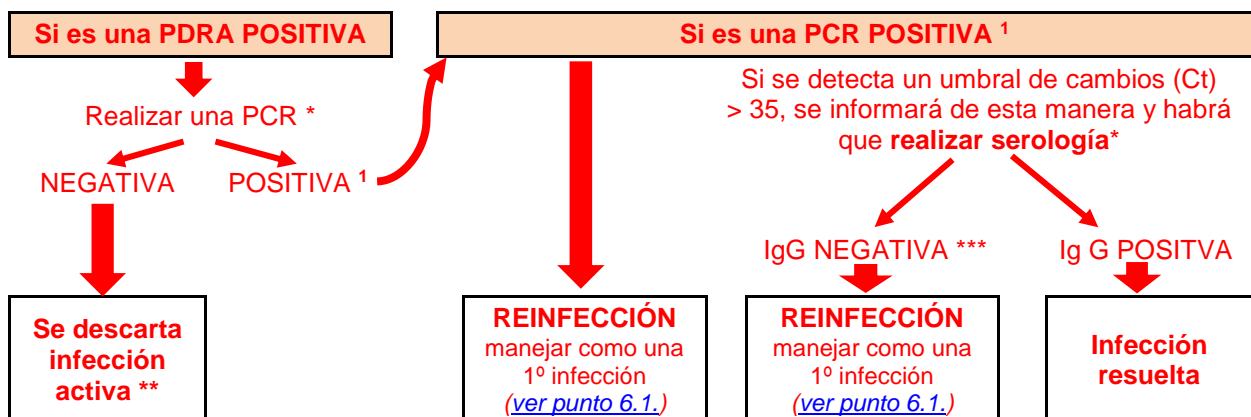 Si es una PDRA POSITIVA
Realizar una PCR *
NEGATIVA
POSITIVA ¹
Se descarta
infección
activa **
Si es una PCR POSITIVA ¹
Si se detecta un umbral de cambios (Ct)
> 35, se informará de esta manera y habrá
que realizar serología*
IgG NEGATIVA ***
Ig G POSITVA
REINFECCIÓN
manejar como una
1º infección
(ver punto 6.1.)
REINFECCIÓN
manejar como una
1º infección
(ver punto 6.1.)
Infección
resuelta